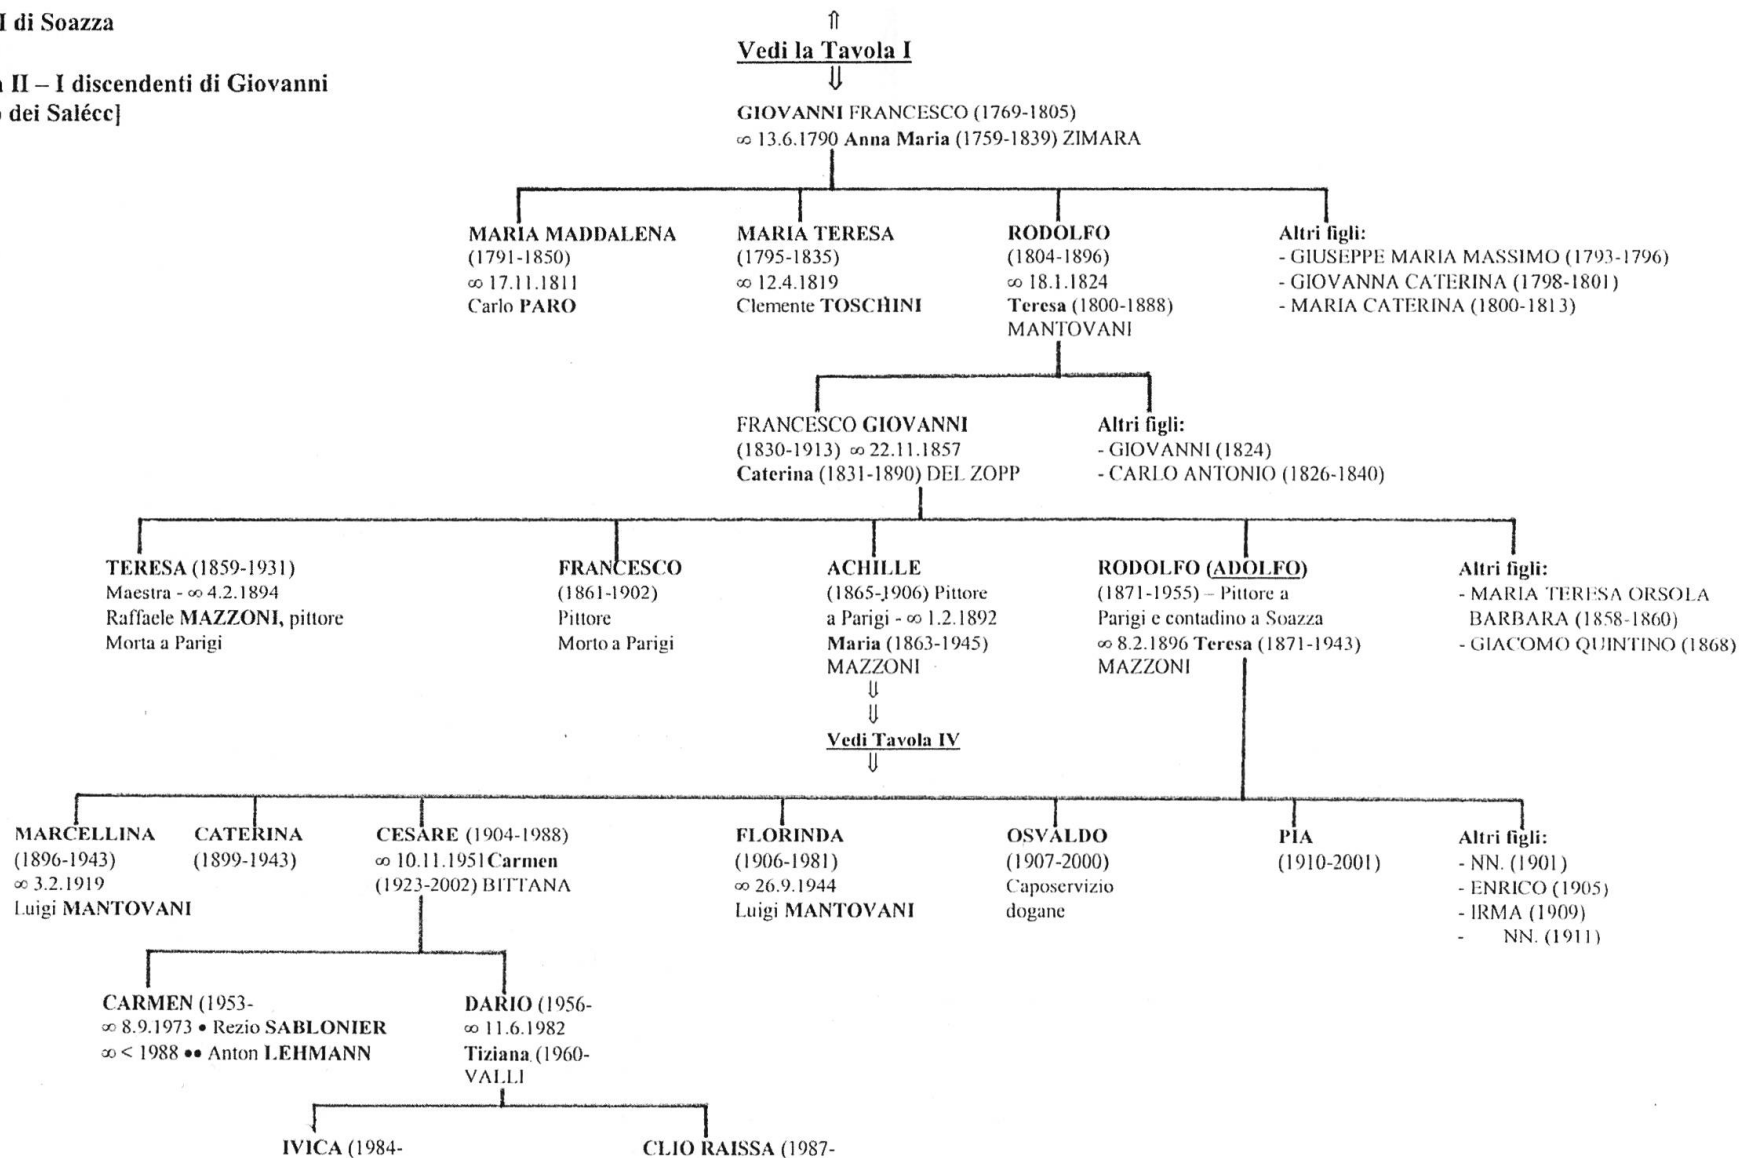 I di Soazza
⇑
Vedi la Tavola I
⇓
II – I discendenti di Giovanni
dei Salécc]
GIOVANNI FRANCESCO (1769-1805)
∞ 13.6.1790 Anna Maria (1759-1839) ZIMARA
MARIA MADDALENA
(1791-1850)
∞ 17.11.1811
Carlo PARO
MARIA TERESA
(1795-1835)
∞ 12.4.1819
Clemente TOSCHINI
RODOLFO
(1804-1896)
∞ 18.1.1824
Teresa (1800-1888)
MANTOVANI
Altri figli:
- GIUSEPPE MARIA MASSIMO (1793-1796)
- GIOVANNA CATERINA (1798-1801)
- MARIA CATERINA (1800-1813)
FRANCESCO GIOVANNI
(1830-1913) ∞ 22.11.1857
Caterina (1831-1890) DEL ZOPP
Altri figli:
- GIOVANNI (1824)
- CARLO ANTONIO (1826-1840)
TERESA (1859-1931)
Maestra - ∞ 4.2.1894
Raffaele MAZZONI, pittore
Morta a Parigi
FRANCESCO
(1861-1902)
Pittore
Morto a Parigi
ACHILLE
(1865-1906) Pittore
a Parigi - ∞ 1.2.1892
Maria (1863-1945)
MAZZONI
⇓
⇓
Vedi Tavola IV
⇓
RODOLFO (ADOLFO)
(1871-1955) – Pittore a
Parigi e contadino a Soazza
∞ 8.2.1896 Teresa (1871-1943)
MAZZONI
Altri figli:
- MARIA TERESA ORSOLA
BARBARA (1858-1860)
- GIACOMO QUINTINO (1868)
MARCELLINA
(1896-1943)
∞ 3.2.1919
Luigi MANTOVANI
CATERINA
(1899-1943)
CESARE (1904-1988)
∞ 10.11.1951 Carmen
(1923-2002) BITTANA
FLORINDA
(1906-1981)
∞ 26.9.1944
Luigi MANTOVANI
OSVALDO
(1907-2000)
Caposervizio
dogane
PIA
(1910-2001)
Altri figli:
- NN. (1901)
- ENRICO (1905)
- IRMA (1909)
- NN. (1911)
CARMEN (1953-
∞ 8.9.1973 • Rezio SABLONIER
∞ < 1988 •• Anton LEHMANN
DARIO (1956-
∞ 11.6.1982
Tiziana (1960-
VALLI
IVICA (1984-
CLIO RAISSA (1987-